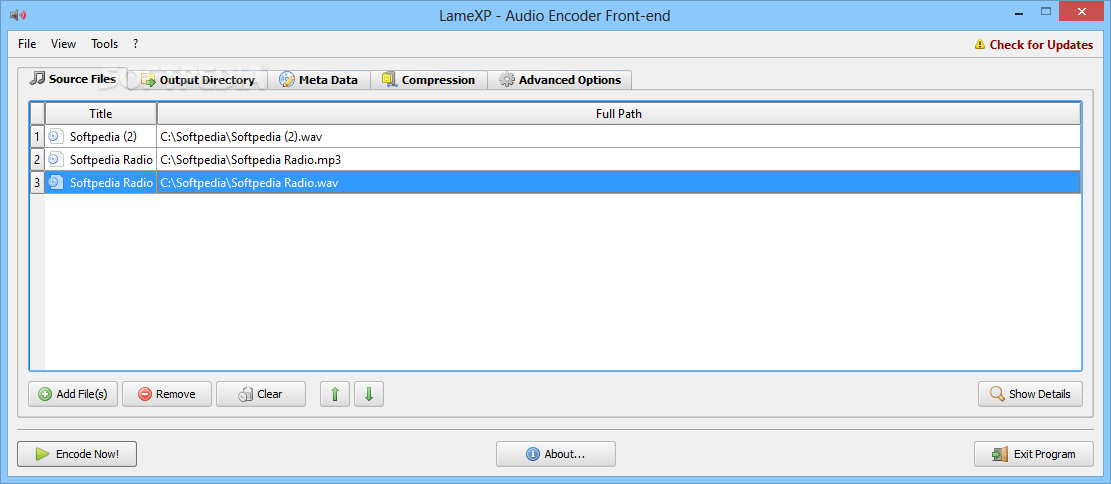 LameXP - Audio Encoder Front-end
File View Tools ? Check for Updates
SOFTPEDIA
Source Files Output Directory Meta Data Compression Advanced Options
Title Full Path
1 Softpedia (2) C:\Softpedia\Softpedia (2).wav
2 Softpedia Radio C:\Softpedia\Softpedia Radio.mp3
3 Softpedia Radio C:\Softpedia\Softpedia Radio.wav
Add File(s) Remove Clear Show Details
Encode Now! About... Exit Program